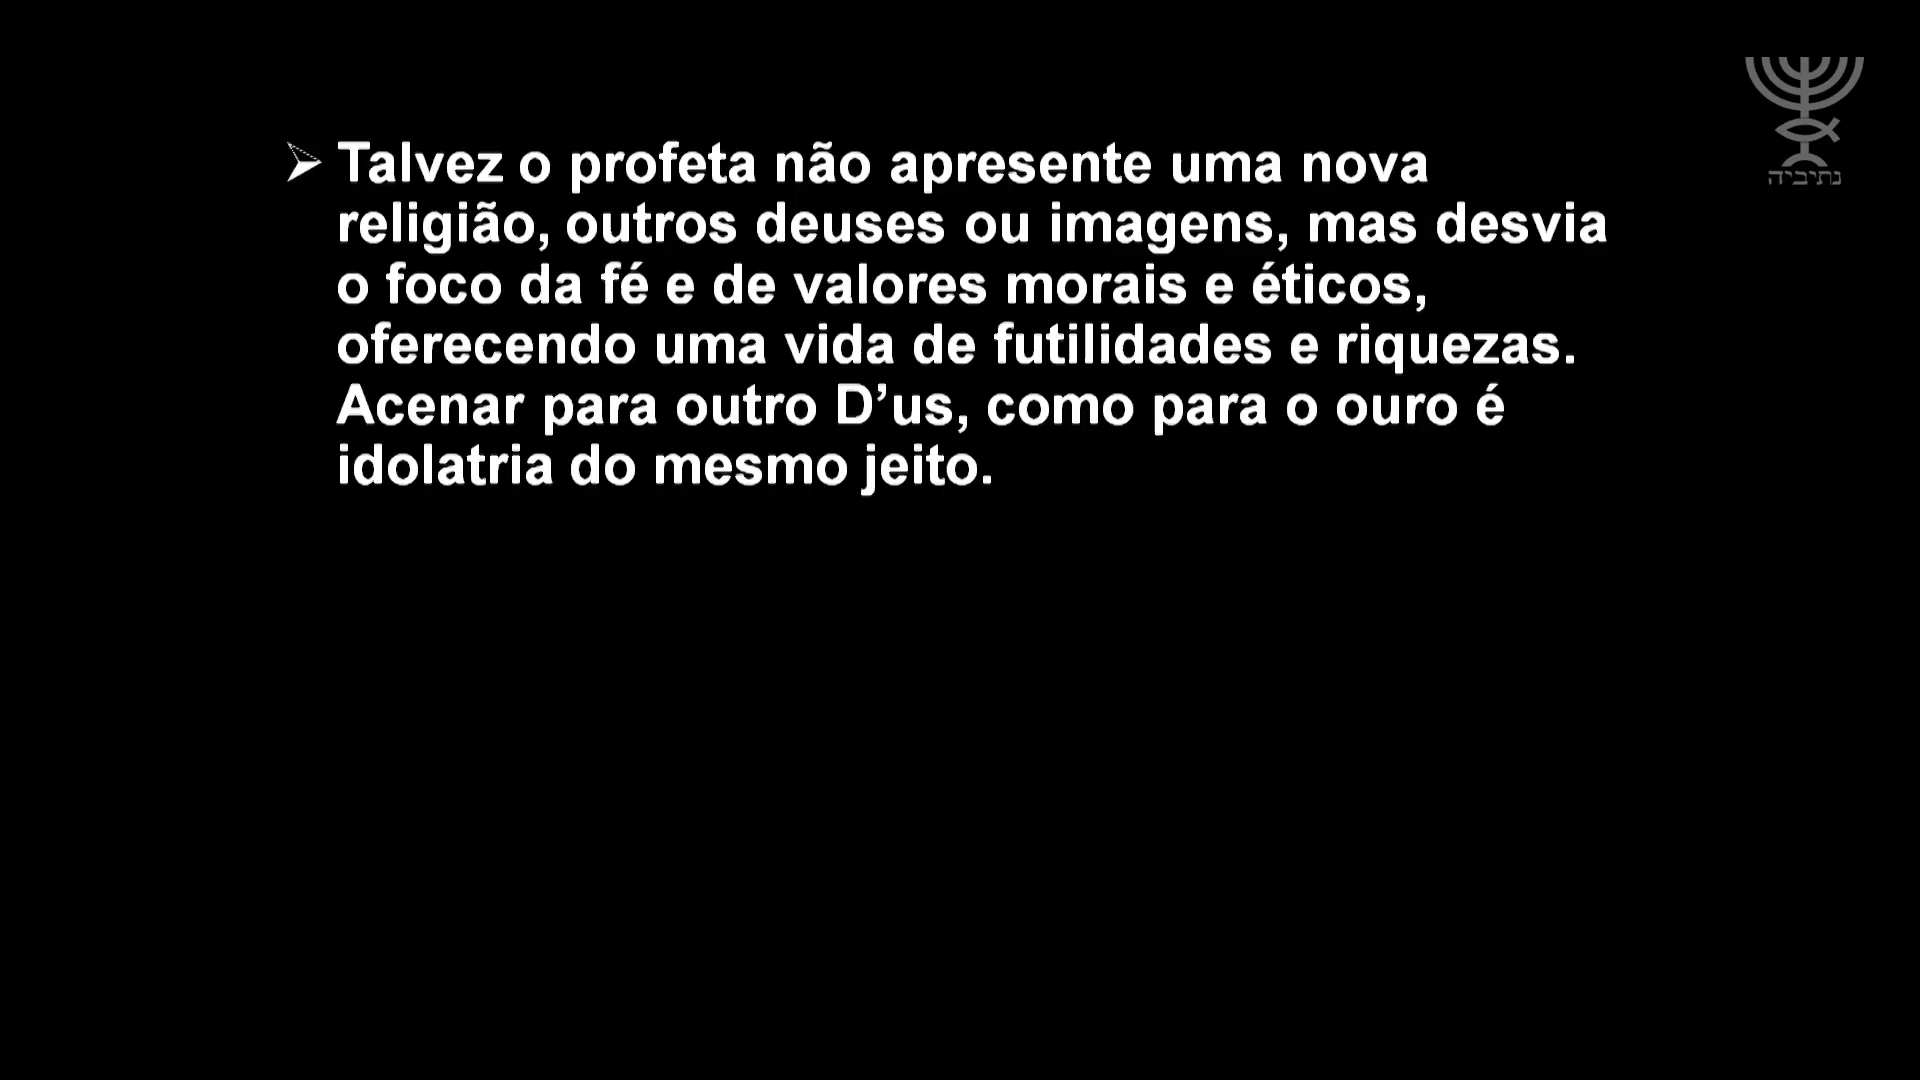 נתיביה
➢ Talvez o profeta não apresente uma nova
religião, outros deuses ou imagens, mas desvia
o foco da fé e de valores morais e éticos,
oferecendo uma vida de futilidades e riquezas.
Acenar para outro D’us, como para o ouro é
idolatria do mesmo jeito.